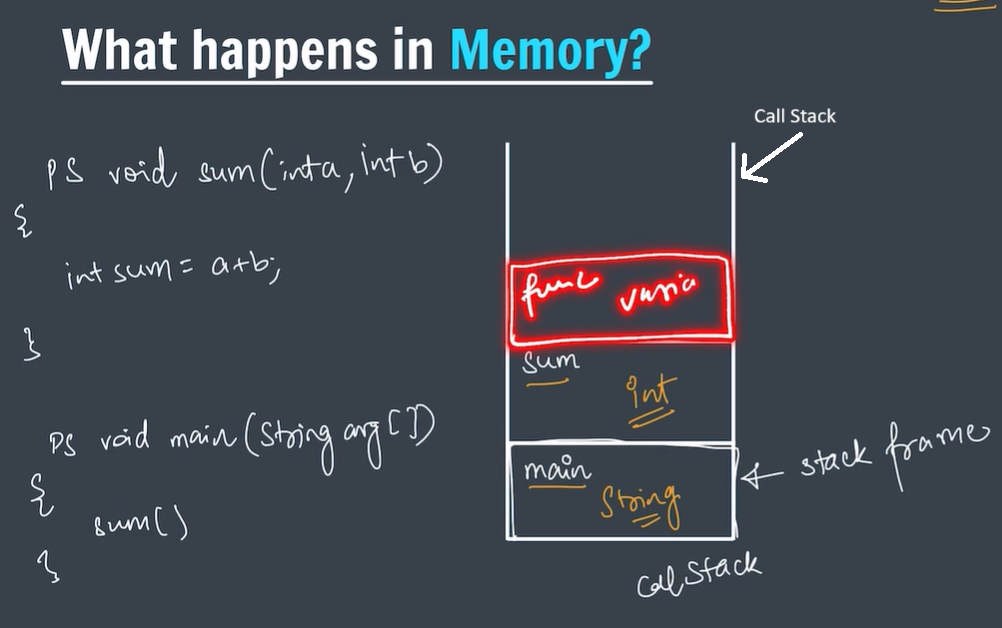 What happens in Memory?
Call Stack
PS void sum(int a, int b)
{
int sum = a+b;
}
PS void main(String arg[])
{
sum()
}
func varia
sum
int
main
String
stack frame
Call Stack